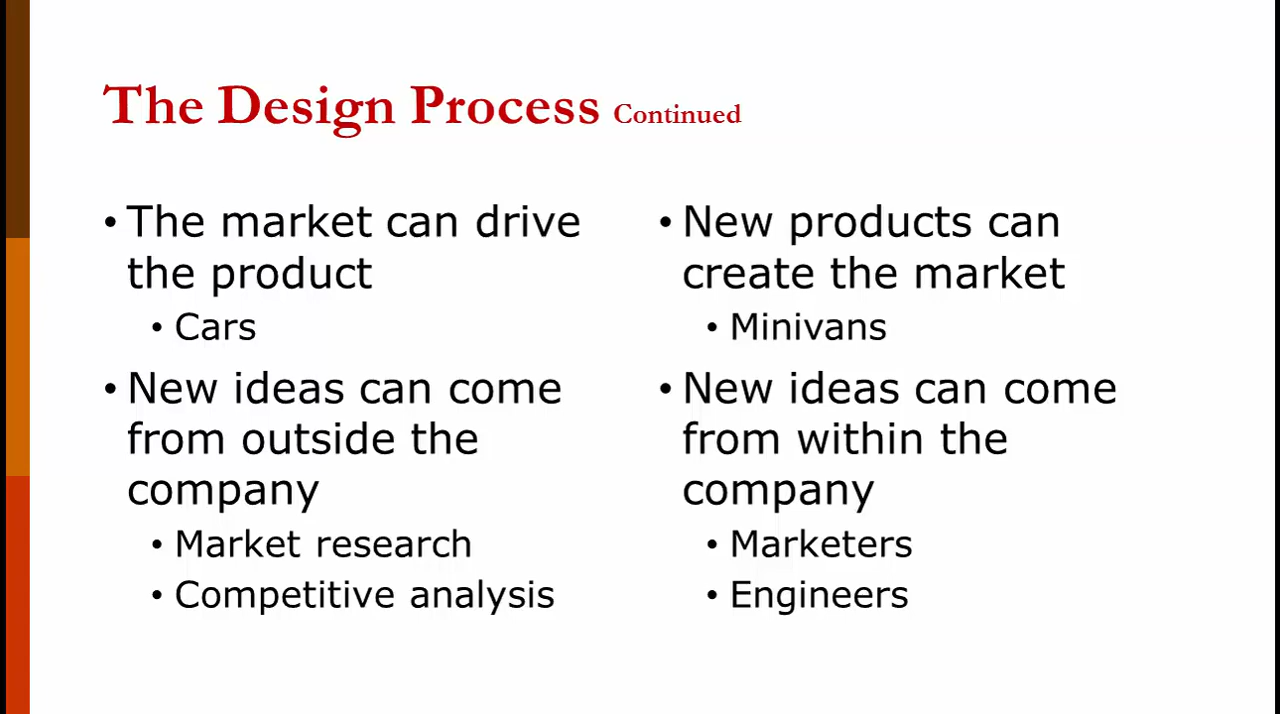 The Design Process Continued
• The market can drive
the product
• Cars
• New ideas can come
from outside the
company
• Market research
• Competitive analysis
• New products can
create the market
• Minivans
• New ideas can come
from within the
company
• Marketers
• Engineers